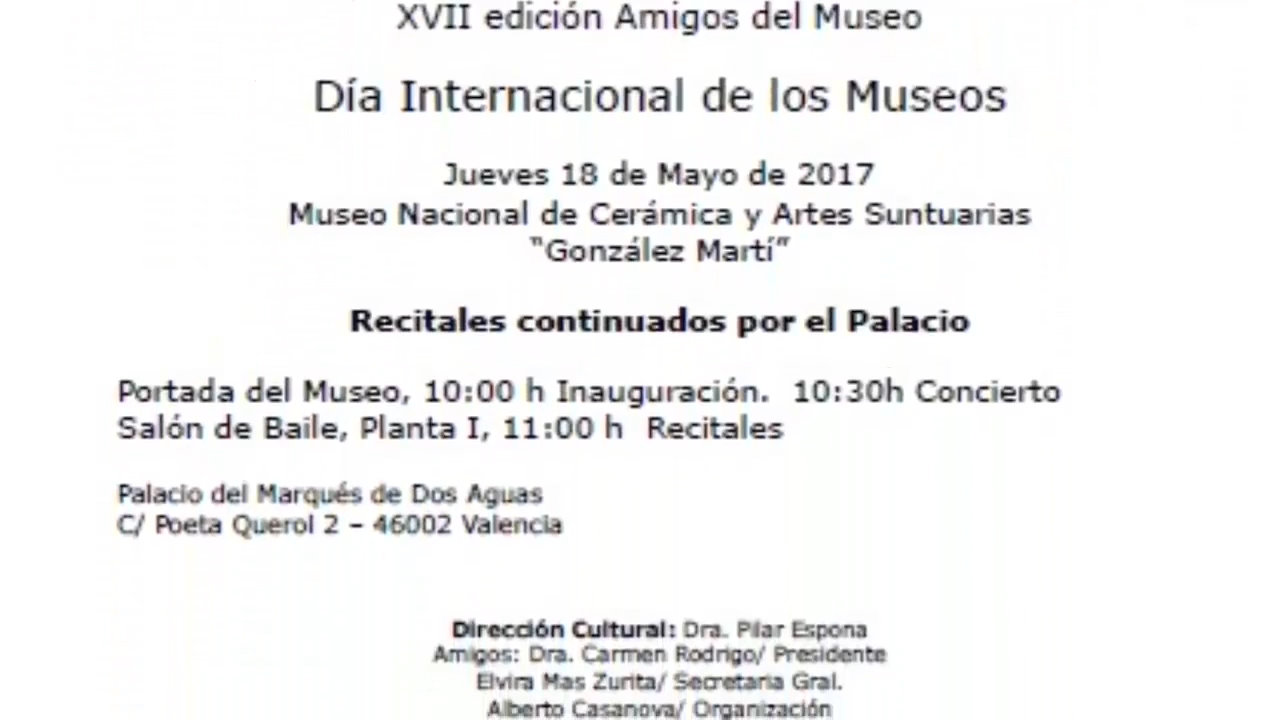 XVII edición Amigos del Museo
Día Internacional de los Museos
Jueves 18 de Mayo de 2017
Museo Nacional de Cerámica y Artes Suntuarias
“González Martí”
Recitales continuados por el Palacio
Portada del Museo, 10:00 h Inauguración.  10:30h Concierto
Salón de Baile, Planta I, 11:00 h  Recitales
Palacio del Marqués de Dos Aguas
C/ Poeta Querol 2 – 46002 Valencia
Dirección Cultural: Dra. Pilar Espona
Amigos: Dra. Carmen Rodrigo/ Presidente
Elvira Mas Zurita/ Secretaria Gral.
Alberto Casanova/ Organización